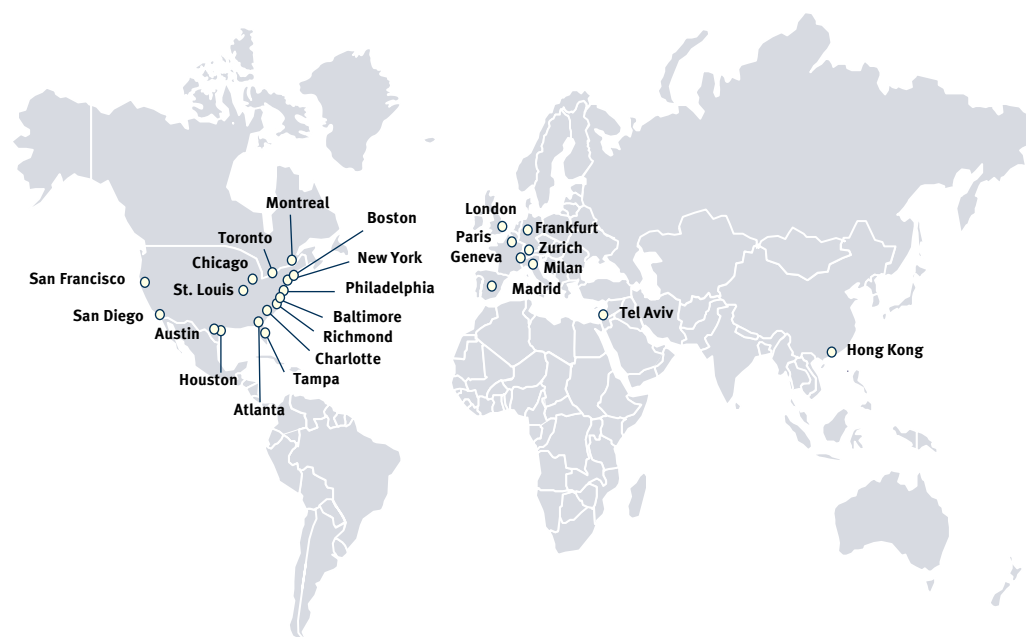 Montreal
Boston
Toronto
New York
Chicago
San Francisco
St. Louis
Philadelphia
San Diego
Baltimore
Austin
Richmond
Charlotte
Houston
Tampa
Atlanta
London
Frankfurt
Paris
Zurich
Geneva
Milan
Madrid
Tel Aviv
Hong Kong